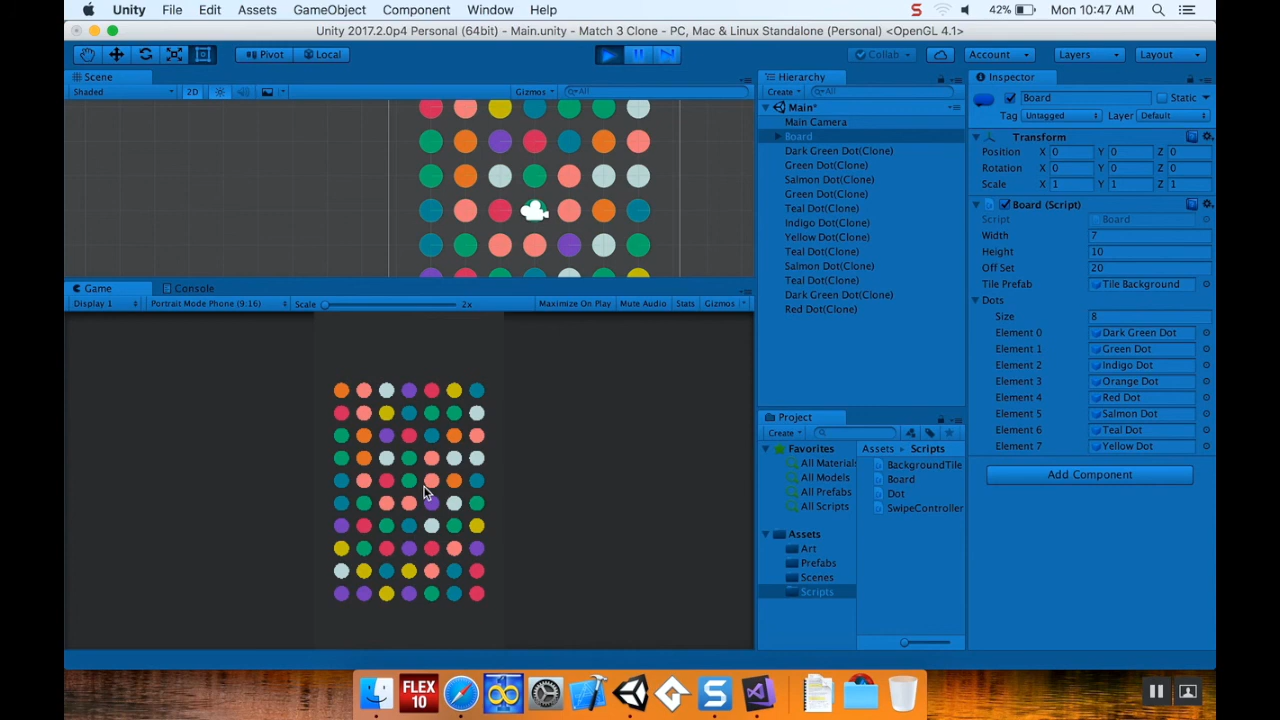 Unity File Edit Assets GameObject Component Window Help 42% Mon 10:47 AM
Unity 2017.2.0p4 Personal (64bit) - Main.unity - Match 3 Clone - PC, Mac & Linux Standalone (Personal) <OpenGL 4.1>
Pivot Local Collab Account Layers Layout
Scene
Shaded 2D Gizmos All
Hierarchy
Create All
Main*
Main Camera
Board
Dark Green Dot(Clone)
Green Dot(Clone)
Salmon Dot(Clone)
Green Dot(Clone)
Teal Dot(Clone)
Indigo Dot(Clone)
Yellow Dot(Clone)
Teal Dot(Clone)
Salmon Dot(Clone)
Teal Dot(Clone)
Dark Green Dot(Clone)
Red Dot(Clone)
Inspector
Board Static
Tag Untagged Layer Default
Transform
Position X 0 Y 0 Z 0
Rotation X 0 Y 0 Z 0
Scale X 1 Y 1 Z 1
Board (Script)
Script Board
Width 7
Height 10
Off Set 20
Tile Prefab Tile Background
Dots
Size 8
Element 0 Dark Green Dot
Element 1 Green Dot
Element 2 Indigo Dot
Element 3 Orange Dot
Element 4 Red Dot
Element 5 Salmon Dot
Element 6 Teal Dot
Element 7 Yellow Dot
Add Component
Game Console
Display 1 Portrait Mode Phone (9:16) Scale 2x Maximize On Play Mute Audio Stats Gizmos
Project
Create
Favorites
All Materials
All Models
All Prefabs
All Scripts
Assets
Art
Prefabs
Scenes
Scripts
Assets Scripts
BackgroundTile
Board
Dot
SwipeController
FLEX
10